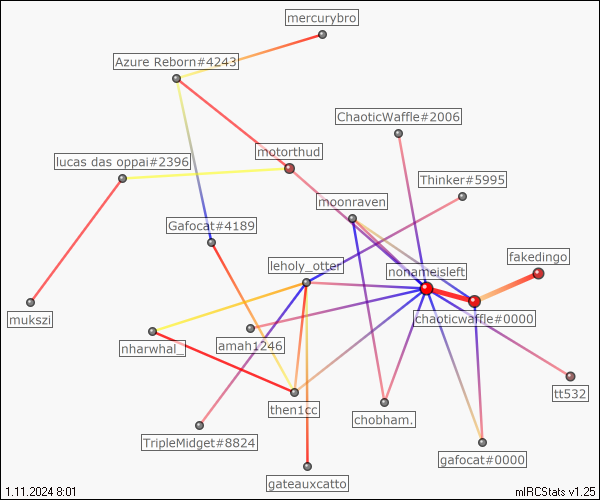 mercurybro
Azure Reborn#4243
ChaoticWaffle#2006
motorthud
lucas das oppai#2396
Thinker#5995
moonraven
Gafocat#4189
fakedingo
leholy_otter
nonameisleft
chaoticwaffle#0000
mukszi
amah1246
nharwhal_
tt532
then1cc
chobham.
TripleMidget#8824
gafocat#0000
gateauxcatto
1.11.2024 8:01
mIRCStats v1.25